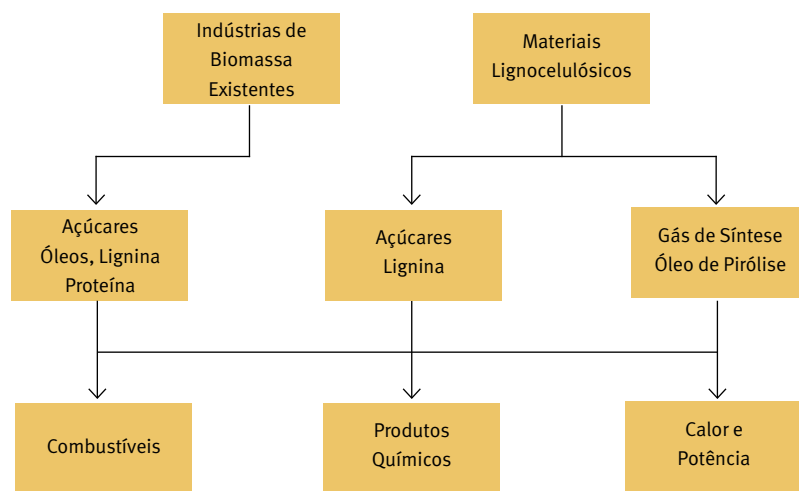 Indústrias de
Biomassa
Existentes
Materiais
Lignocelulósicos
Açúcares
Óleos, Lignina
Proteína
Açúcares
Lignina
Gás de Síntese
Óleo de Pirólise
Combustíveis
Produtos
Químicos
Calor e
Potência